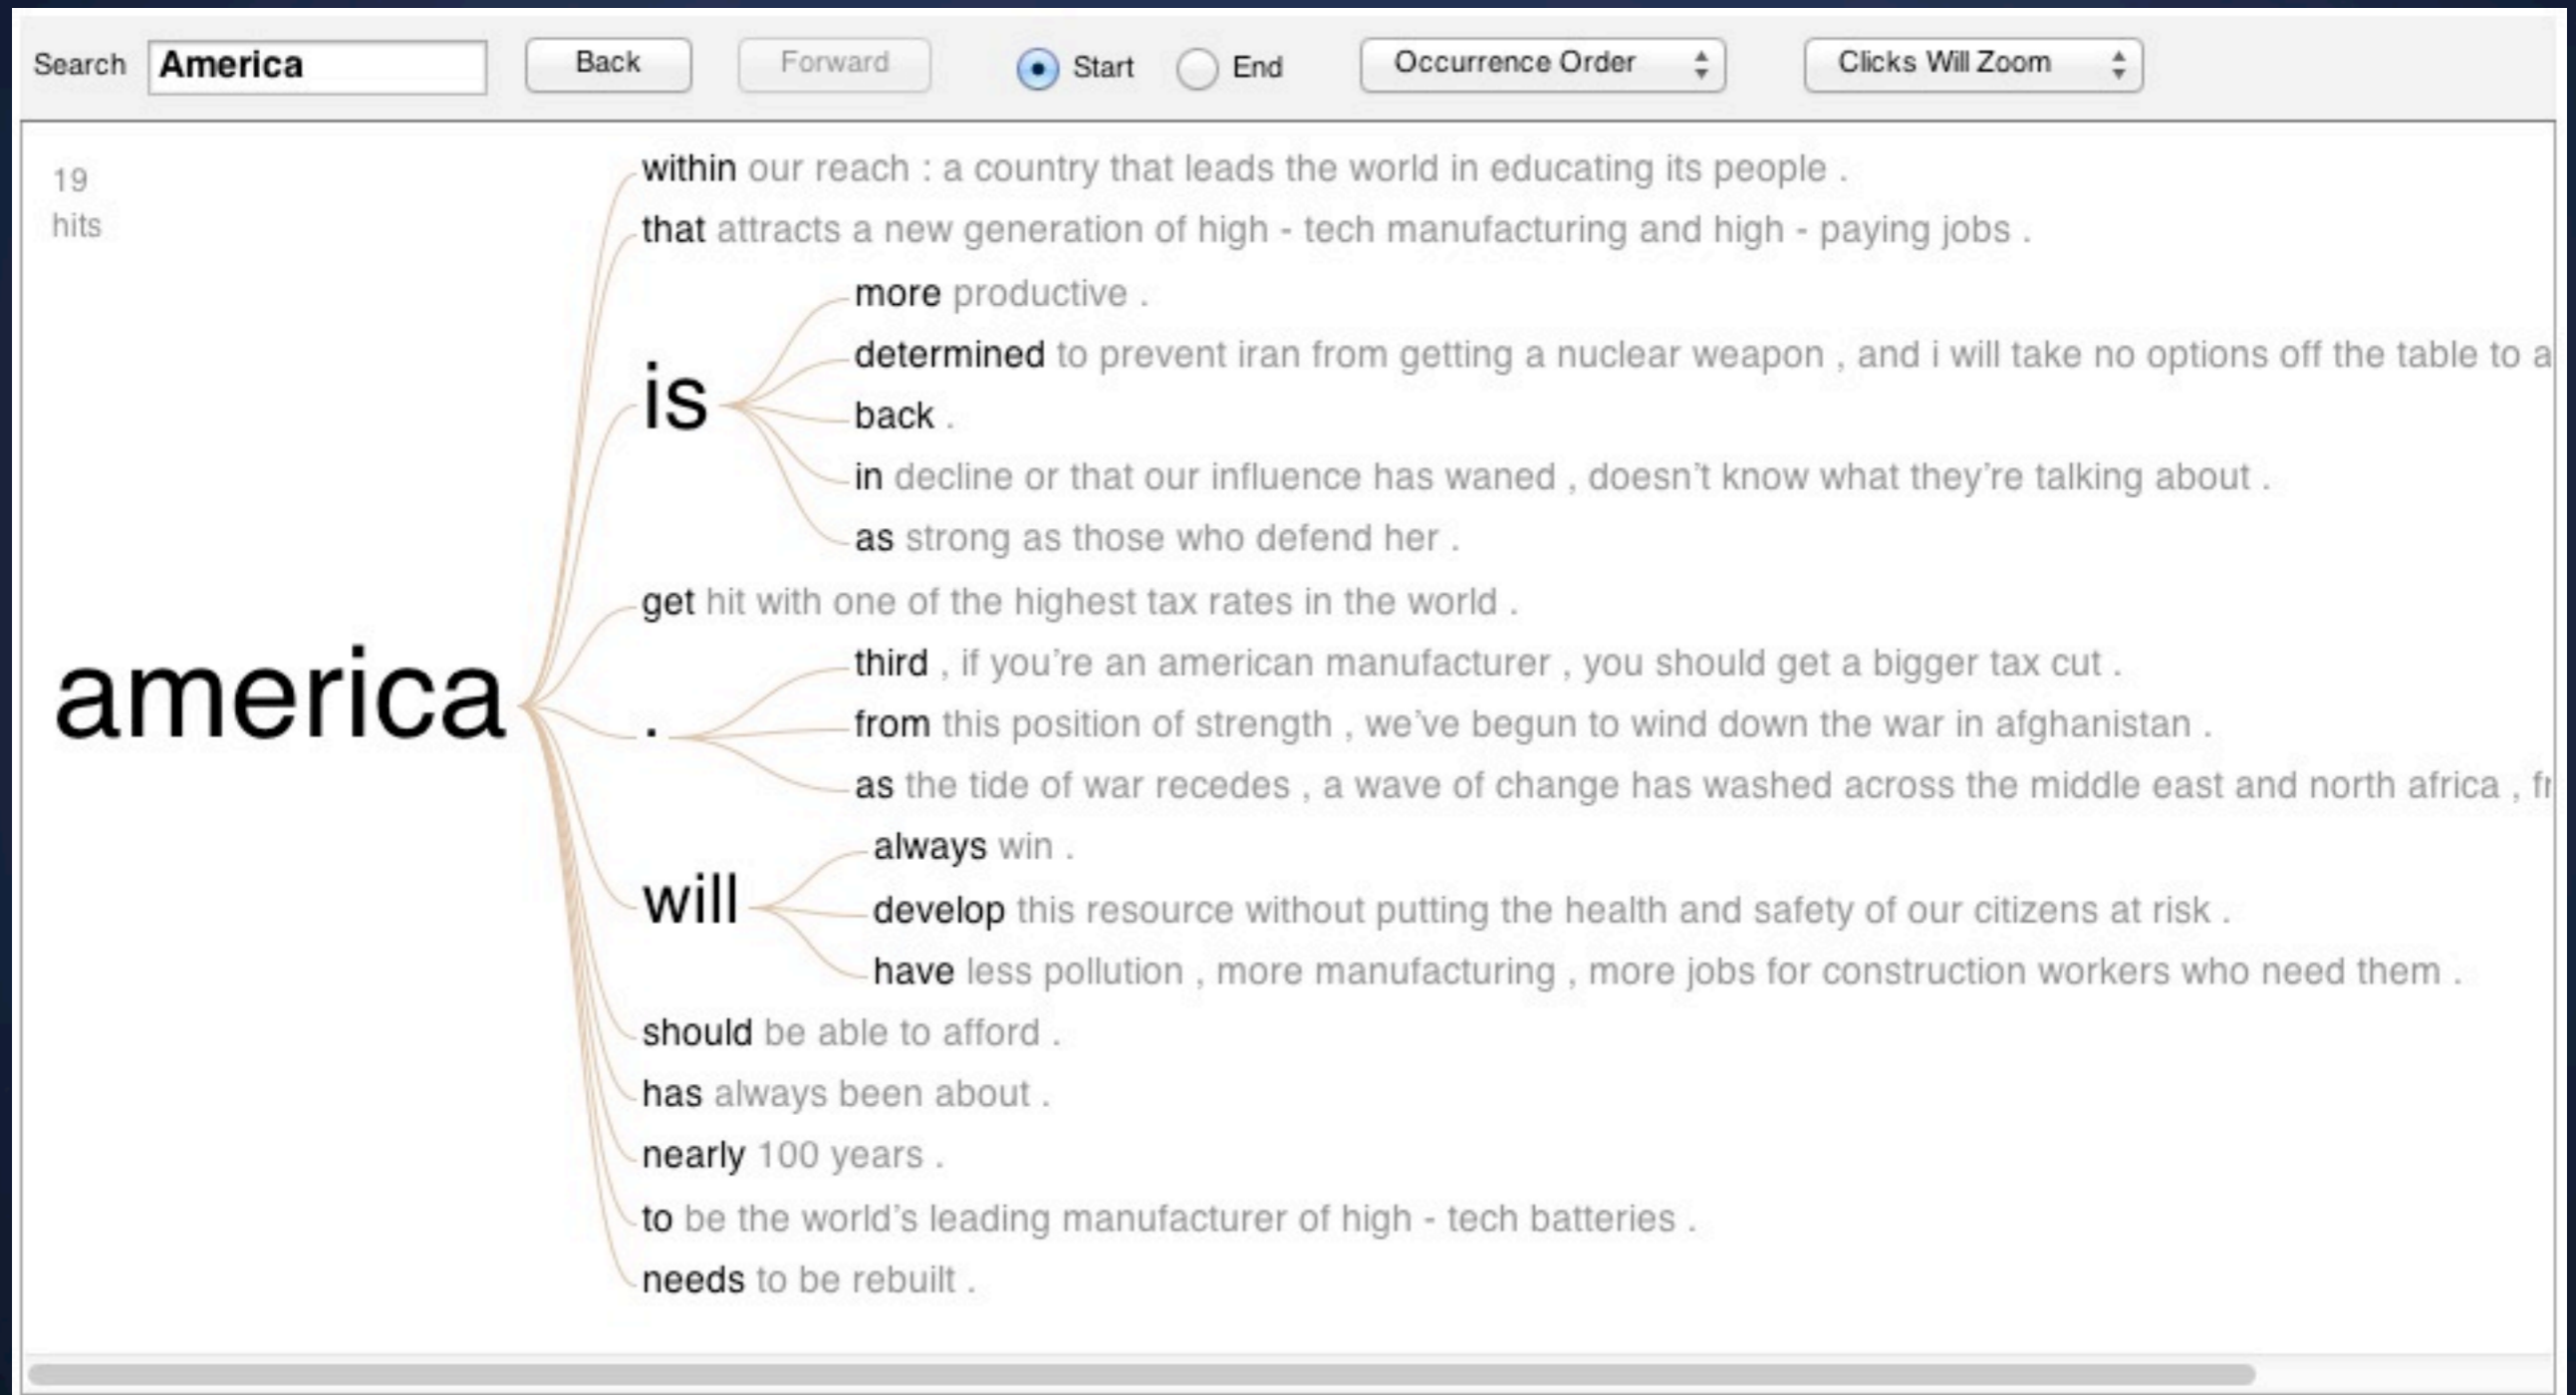 Search America Back Forward Start End Occurrence Order Clicks Will Zoom
19
hits
within our reach : a country that leads the world in educating its people .
that attracts a new generation of high - tech manufacturing and high - paying jobs .
is
more productive .
determined to prevent iran from getting a nuclear weapon , and i will take no options off the table to a
back .
in decline or that our influence has waned , doesn't know what they're talking about .
as strong as those who defend her .
get hit with one of the highest tax rates in the world .
america
.
third , if you're an american manufacturer , you should get a bigger tax cut .
from this position of strength , we've begun to wind down the war in afghanistan .
as the tide of war recedes , a wave of change has washed across the middle east and north africa , fr
will
always win .
develop this resource without putting the health and safety of our citizens at risk .
have less pollution , more manufacturing , more jobs for construction workers who need them .
should be able to afford .
has always been about .
nearly 100 years .
to be the world's leading manufacturer of high - tech batteries .
needs to be rebuilt .